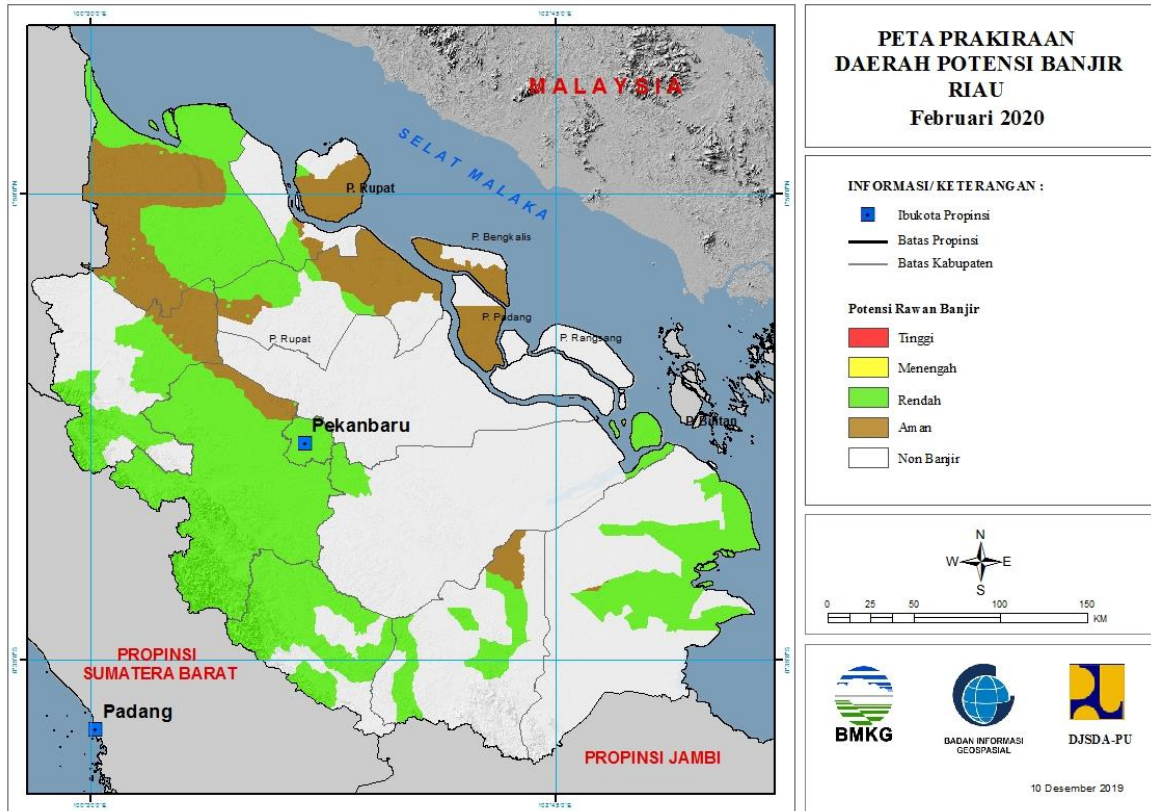 PETA PRAKIRAAN
DAERAH POTENSI BANJIR
RIAU
Februari 2020
INFORMASI/KETERANGAN :
Ibukota Propinsi
Batas Propinsi
Batas Kabupaten
Potensi Rawan Banjir
Tinggi
Menengah
Rendah
Aman
Non Banjir
N
W E
S
0 25 50 100 150
KM
BMKG
BADAN INFORMASI
GEOSPASIAL
DJSDA-PU
10 Desember 2019
MALAYSIA
SELAT MALAKA
P. Rupat
P. Bengkalis
P. Padang
P. Rupat
P. Rangsang
P. Bintan
Pekanbaru
PROPINSI
SUMATERA BARAT
Padang
PROPINSI JAMBI